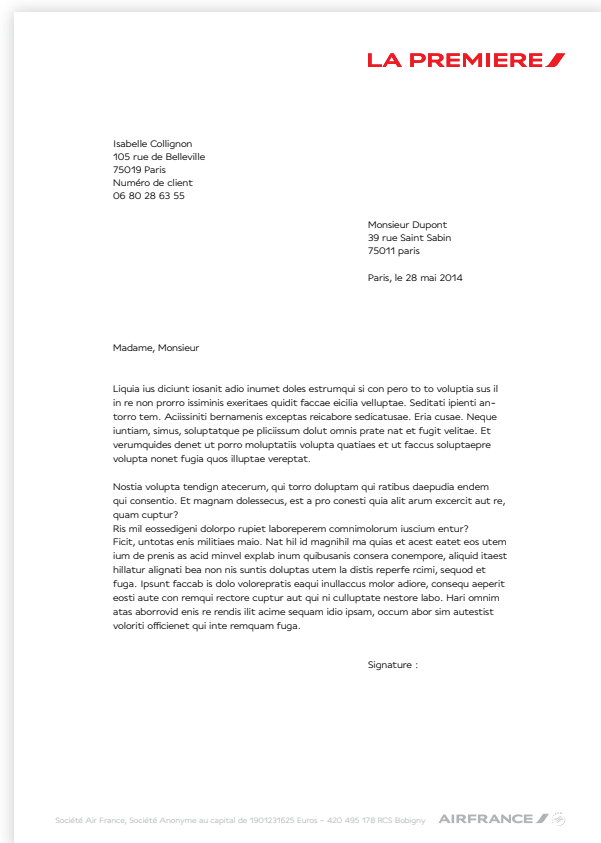 LA PREMIERE
Isabelle Collignon
105 rue de Belleville
75019 Paris
Numéro de client
06 80 28 63 55
Monsieur Dupont
39 rue Saint Sabin
75011 paris
Paris, le 28 mai 2014
Madame, Monsieur
Liquia ius diciunt iosanit adio inumet doles estrumqui si con pero to to voluptia sus il
in re non prorro issiminis exeritaes quidit faccae eicilia velluptae. Seditati ipienti an-
torro tem. Aciissiniti bernamenis exceptas reicabore sedicatusae. Eria cusae. Neque
iuntiam, simus, soluptatque pe pliciissum dolut omnis prate nat et fugit velitae. Et
verumquides denet ut porro moluptatiis volupta quatiaes et ut faccus soluptaepre
volupta nonet fugia quos illuptae vereptat.
Nostia volupta tendign atecerum, qui torro doluptam qui ratibus daepudia endem
qui consentio. Et magnam dolessecus, est a pro conesti quia alit arum excercit aut re,
quam cuptur?
Ris mil eossedigeni dolorpo rupiet laboreperem comnimolorum iuscium entur?
Ficit, untotas enis militiaes maio. Nat hil id magnihil ma quias et acest eatet eos utem
ium de prenis as acid minvel explab inum quibusanis consera conempore, aliquid itaest
hillatur alignati bea non nis suntis doluptas utem la distis reperfe rcimi, sequod et
fuga. Ipsunt faccab is dolo volorepratis eaqui inullaccus molor adiore, consequ aeperit
eosti aute con remqui rectore cuptur aut qui ni culluptate nestore labo. Hari omnim
atas aborrovid enis re rendis ilit acime sequam idio ipsam, occum abor sim autestist
voloriti officienet qui inte remquam fuga.
Signature :
Société Air France, Société Anonyme au capital de 1901231625 Euros – 420 495 178 RCS Bobigny AIRFRANCE